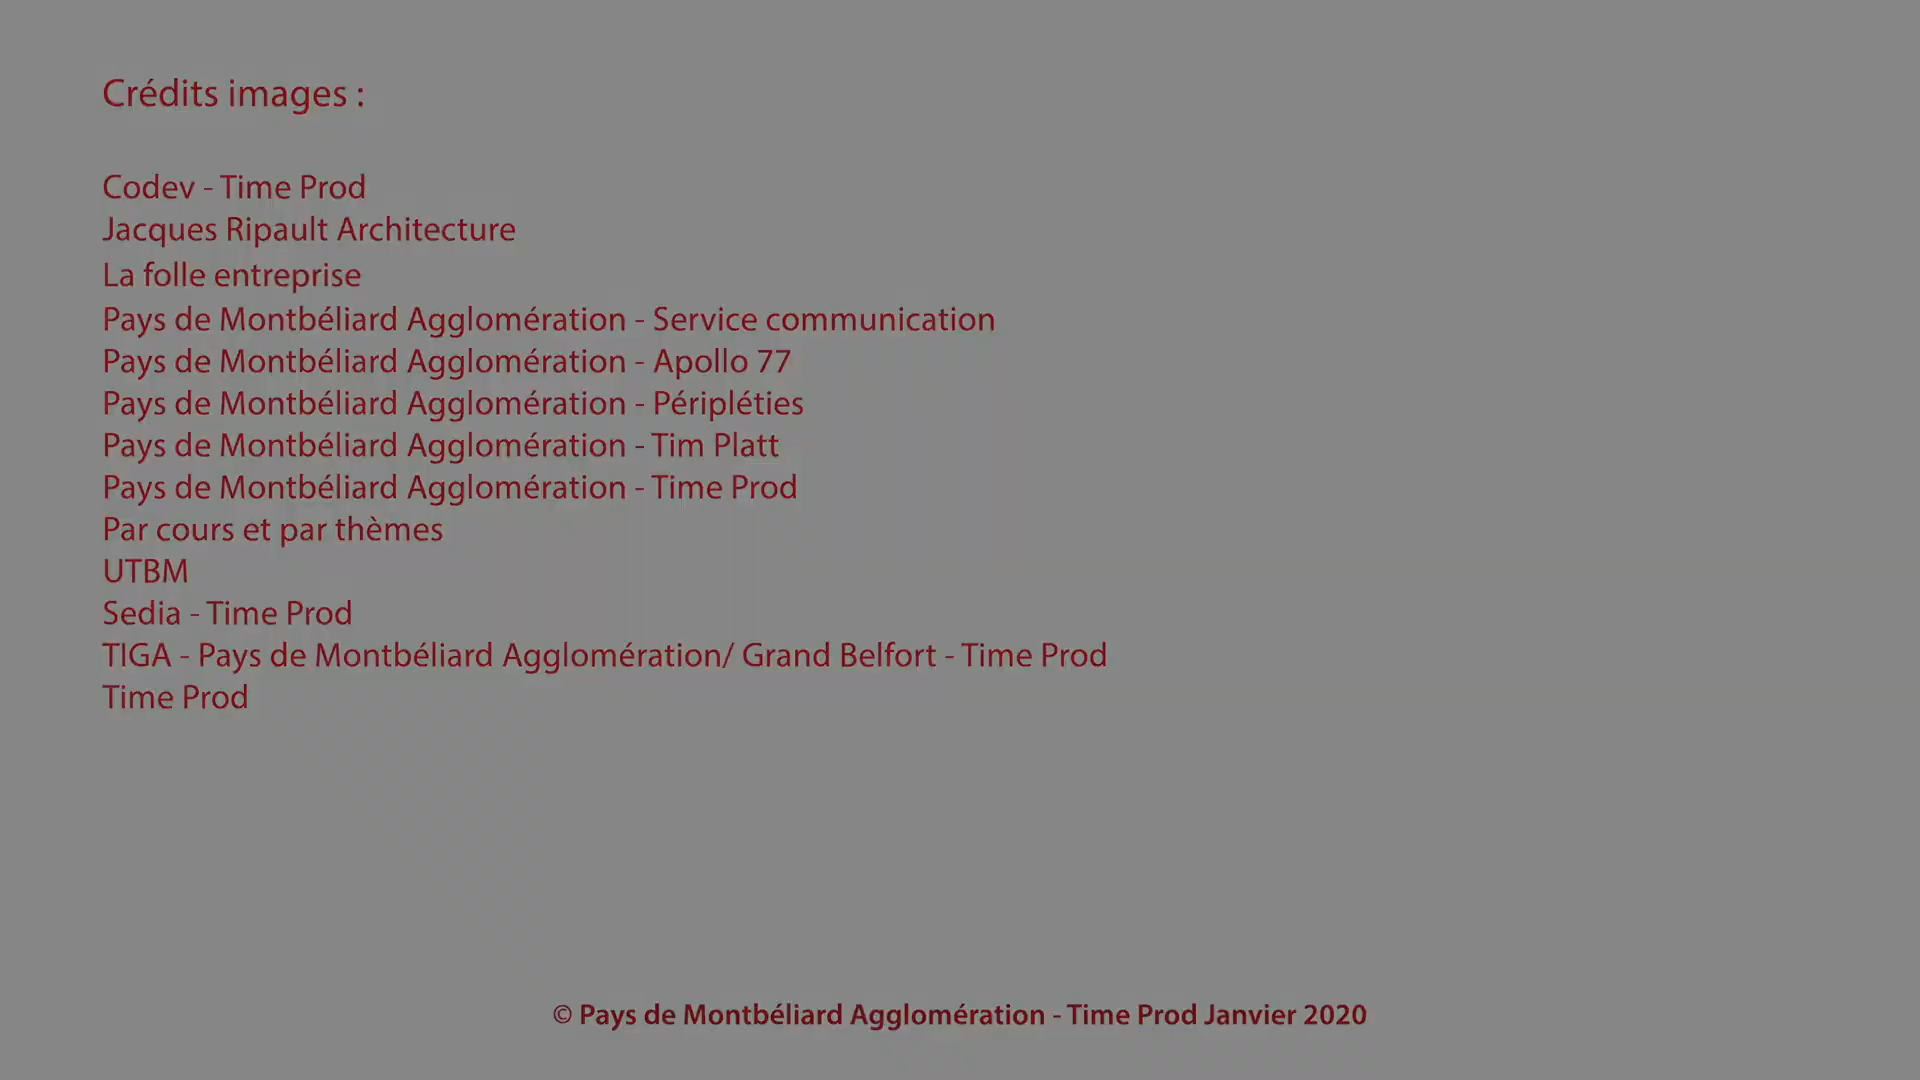 Crédits images :
Codev - Time Prod
Jacques Ripault Architecture
La folle entreprise
Pays de Montbéliard Agglomération - Service communication
Pays de Montbéliard Agglomération - Apollo 77
Pays de Montbéliard Agglomération - Péripléties
Pays de Montbéliard Agglomération - Tim Platt
Pays de Montbéliard Agglomération - Time Prod
Par cours et par thèmes
UTBM
Sedia - Time Prod
TIGA - Pays de Montbéliard Agglomération/ Grand Belfort - Time Prod
Time Prod
© Pays de Montbéliard Agglomération - Time Prod Janvier 2020